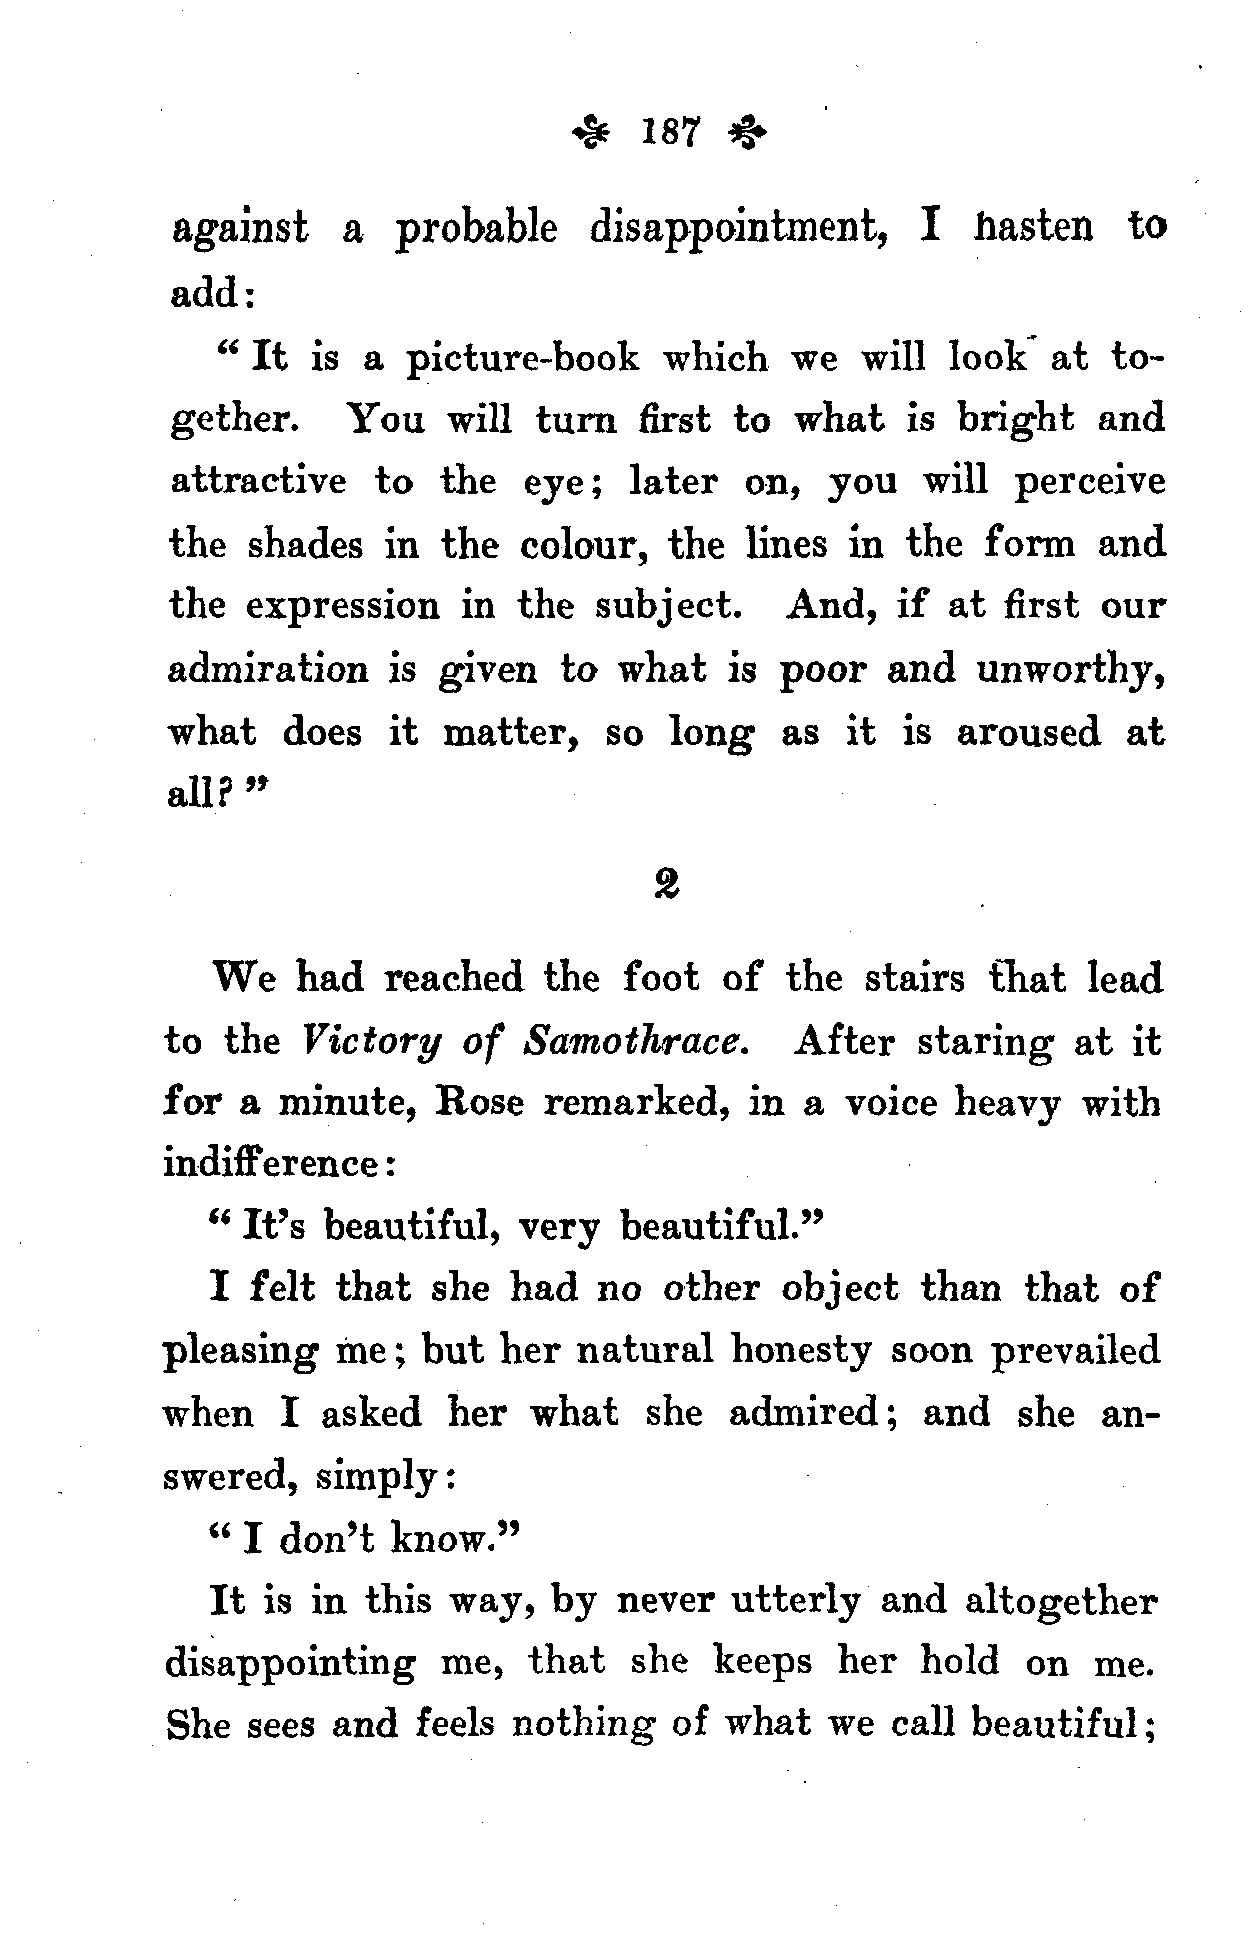 187
against a probable disappointment, I hasten to
add:
“ It is a picture-book which we will look at to-
gether. You will turn first to what is bright and
attractive to the eye; later on, you will perceive
the shades in the colour, the lines in the form and
the expression in the subject. And, if at first our
admiration is given to what is poor and unworthy,
what does it matter, so long as it is aroused at
all? ”
2
We had reached the foot of the stairs that lead
to the Victory of Samothrace. After staring at it
for a minute, Rose remarked, in a voice heavy with
indifference:
“ It’s beautiful, very beautiful.”
I felt that she had no other object than that of
pleasing me; but her natural honesty soon prevailed
when I asked her what she admired; and she an-
swered, simply:
“ I don’t know.”
It is in this way, by never utterly and altogether
disappointing me, that she keeps her hold on me.
She sees and feels nothing of what we call beautiful;